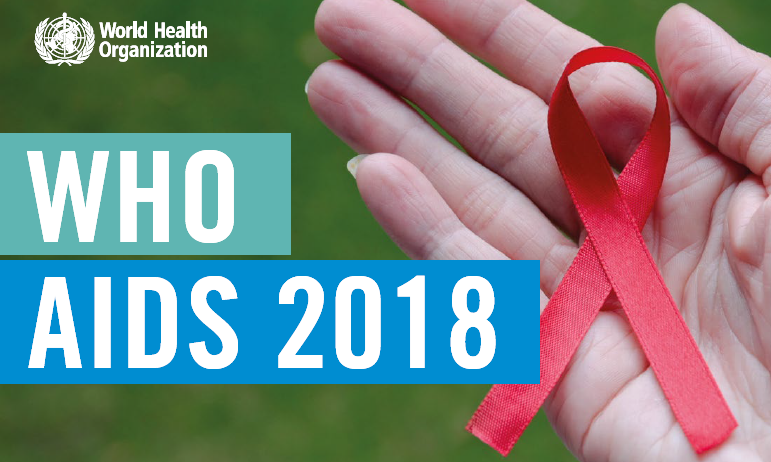 World Health
Organization
WHO
AIDS 2018